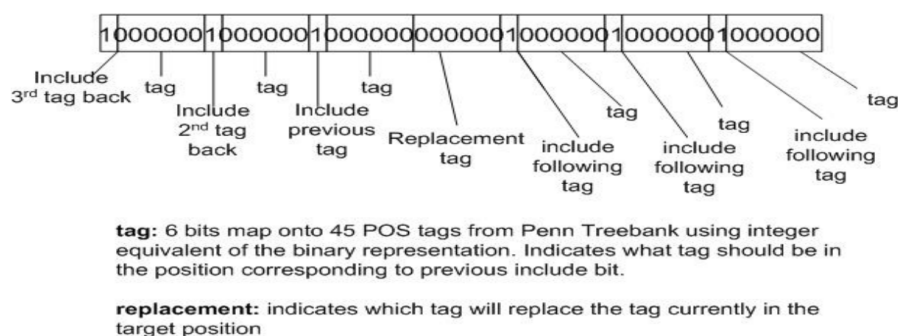 100000010000001000000000000100000010000001000000
Include
3rd tag back
tag
Include
2nd tag
back
tag
Include
previous
tag
tag
Replacement
tag
include
following
tag
tag
include
following
tag
tag
include
following
tag
tag
tag: 6 bits map onto 45 POS tags from Penn Treebank using integer
equivalent of the binary representation. Indicates what tag should be in
the position corresponding to previous include bit.
replacement: indicates which tag will replace the tag currently in the
target position